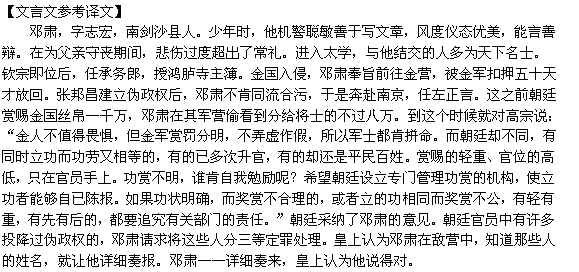 【文言文参考译文】
邓肃，字志宏，南剑沙县人。少年时，他机警聪敏善于写文章，风度仪态优美，能言善
辩。在为父亲守丧期间，悲伤过度超出了常礼。进入太学，与他结交的人多为天下名士。
钦宗即位后，任承务郎，授鸿胪寺主簿。金国入侵，邓肃奉旨前往金营，被金军扣押五十天
才放回。张邦昌建立伪政权后，邓肃不肯同流合污，于是奔赴南京，任左正言。这之前朝廷
赏赐金国丝帛一千万，邓肃在其军营偷看到分给将士的不过八万。到这个时候就对高宗说：
“金人不值得畏惧，但金军赏罚分明，不弄虚作假，所以军士都肯拼命。而朝廷却不同，有
同时立功而功劳又相等的，有的已多次升官，有的却还是平民百姓。赏赐的轻重、官位的高
低，只在官员手上。功赏不明，谁肯自我勉励呢？希望朝廷设立专门管理功赏的机构，使立
功者能够自己陈报。如果功状明确，而奖赏不合理的，或者立的功相同而奖赏不公，有轻有
重，有先有后的，都要追究有关部门的责任。”朝廷采纳了邓肃的意见。朝廷官员中有许多
投降过伪政权的，邓肃请求将这些人分三等定罪处理。皇上认为邓肃在敌营中，知道那些人
的姓名，就让他详细奏报。邓肃一一详细奏来，皇上认为他说得对。